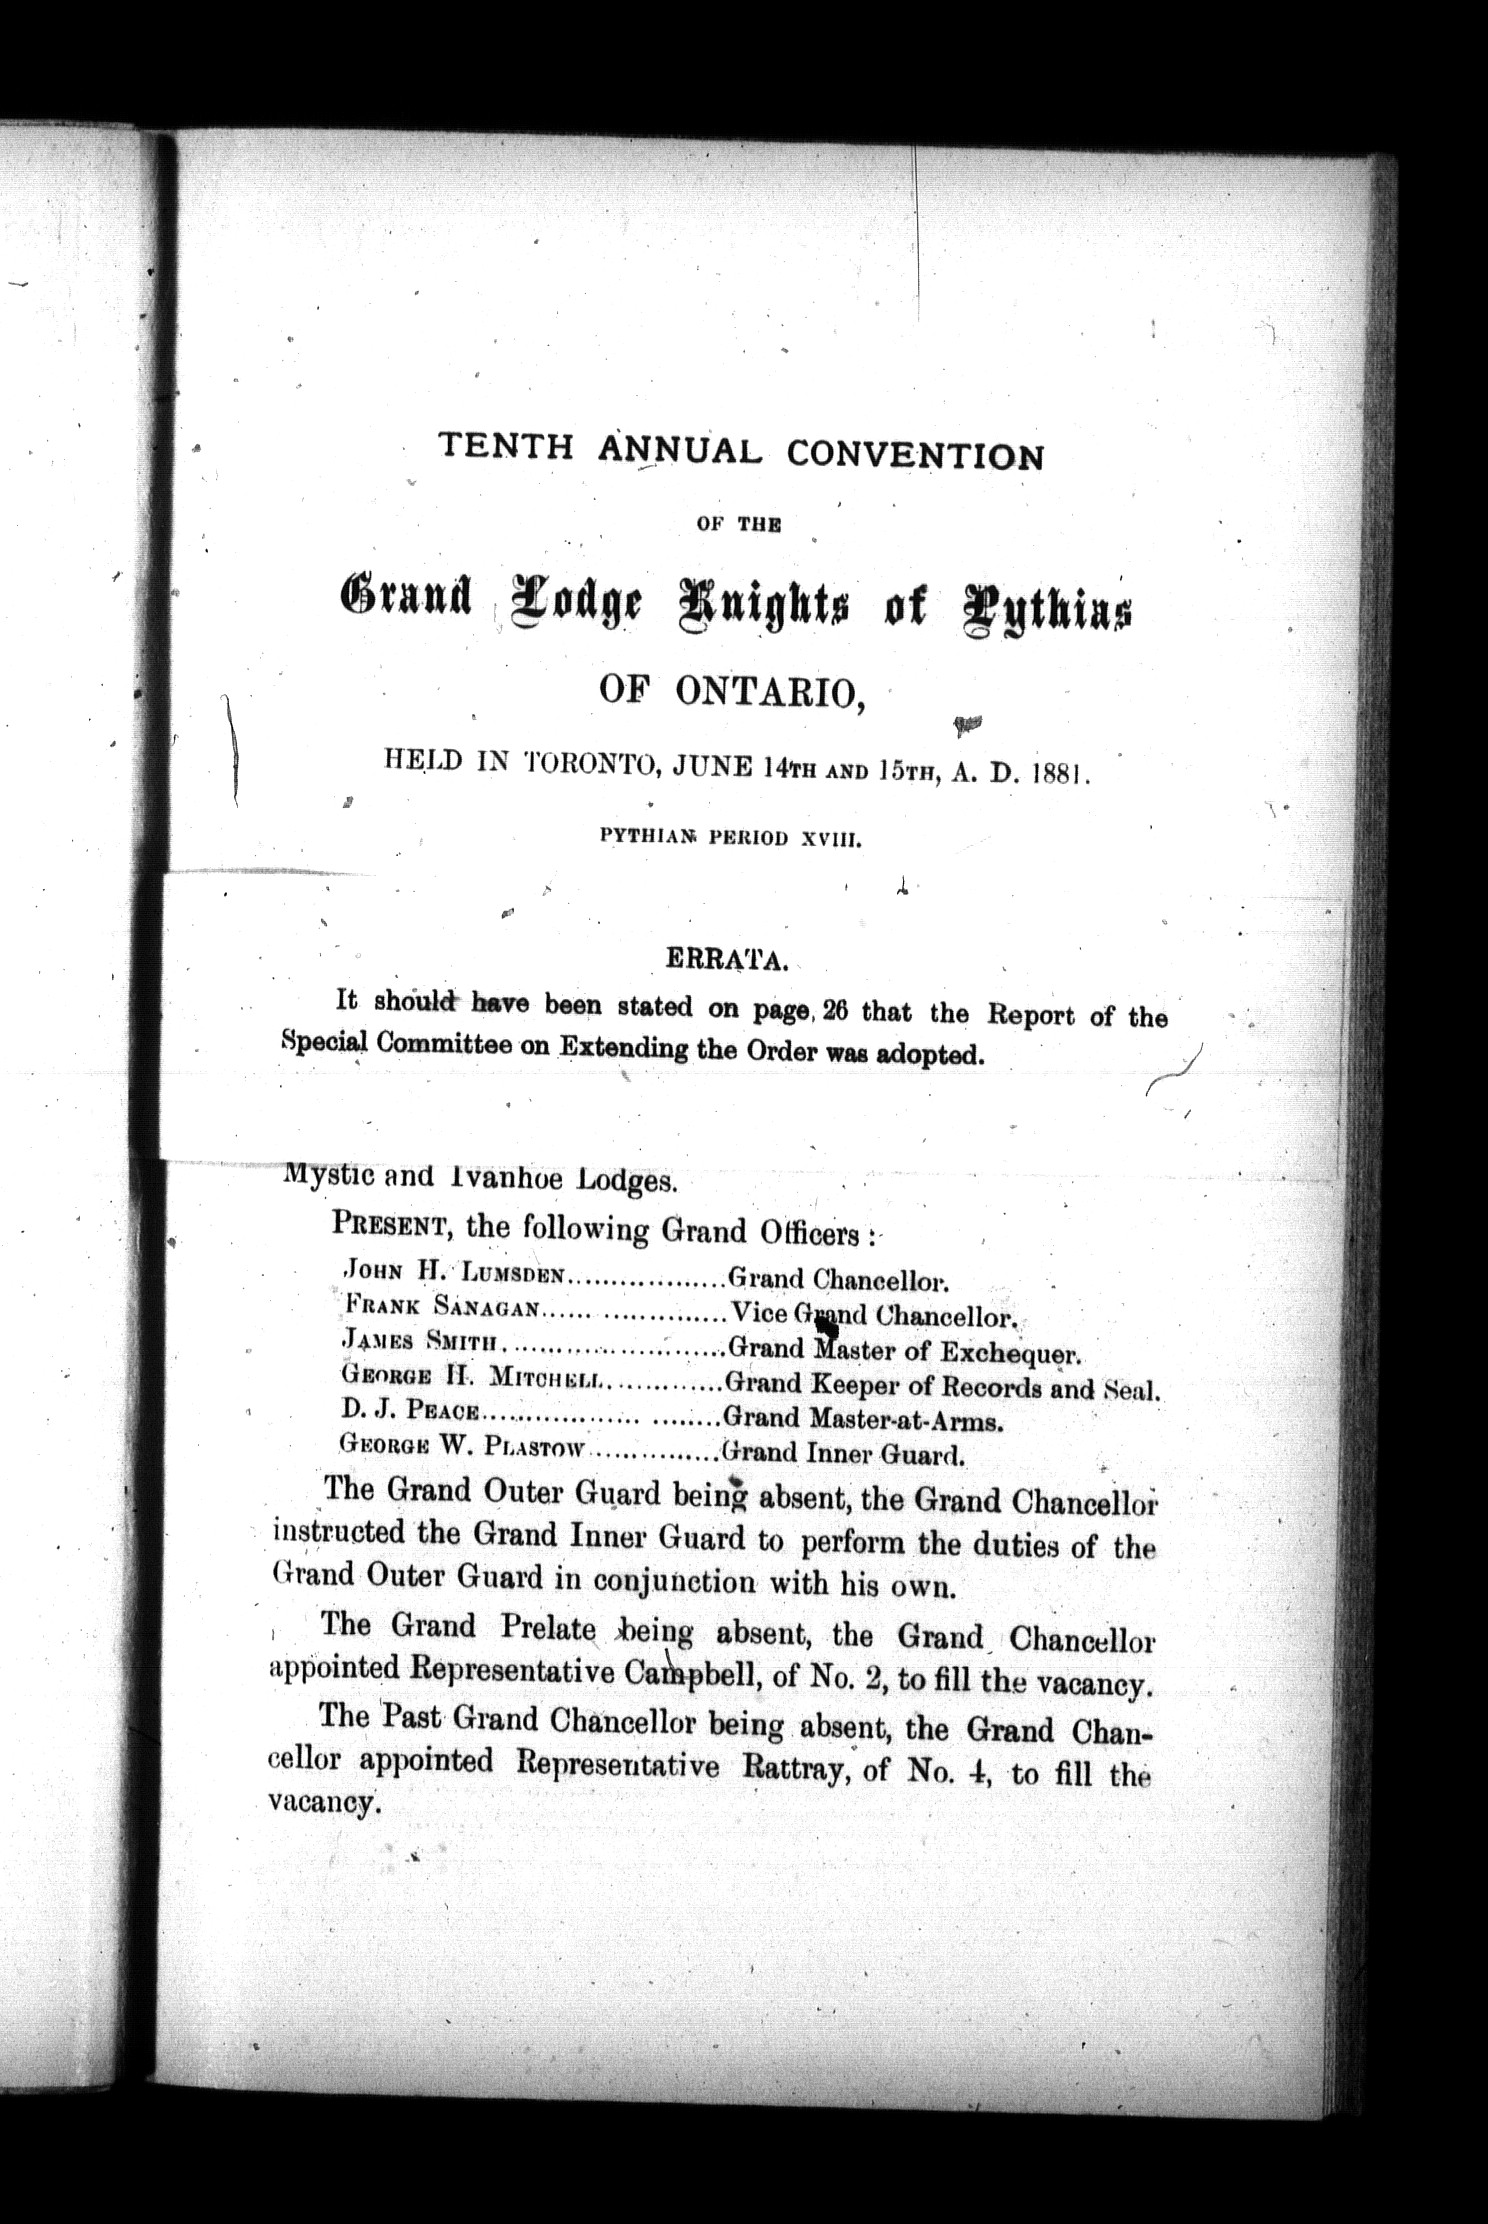 TENTH ANNUAL CONVENTION
OF THE
Grand Lodge Knights of Pythias
OF ONTARIO,
HELD IN TORONTO, JUNE 14TH AND 15TH, A. D. 1881.
PYTHIAN PERIOD XVIII.
ERRATA.
It should have been stated on page 26 that the Report of the
Special Committee on Extending the Order was adopted.
Mystic and Ivanhoe Lodges.
PRESENT, the following Grand Officers:
JOHN H. LUMSDEN..................Grand Chancellor.
FRANK SANAGAN...... ..............Vice Grand Chancellor.
JAMES SMITH..........................Grand Master of Exchequer.
GEORGE H. MITCHELL.............Grand Keeper of Records and Seal.
D. J. PEACE.................. ........Grand Master-at-Arms.
GEORGE W. PLASTOW...............Grand Inner Guard.
The Grand Outer Guard being absent, the Grand Chancellor
instructed the Grand Inner Guard to perform the duties of the
Grand Outer Guard in conjunction with his own.
The Grand Prelate being absent, the Grand Chancellor
appointed Representative Campbell, of No. 2, to fill the vacancy.
The Past Grand Chancellor being absent, the Grand Chan-
cellor appointed Representative Rattray, of No. 4, to fill the
vacancy.